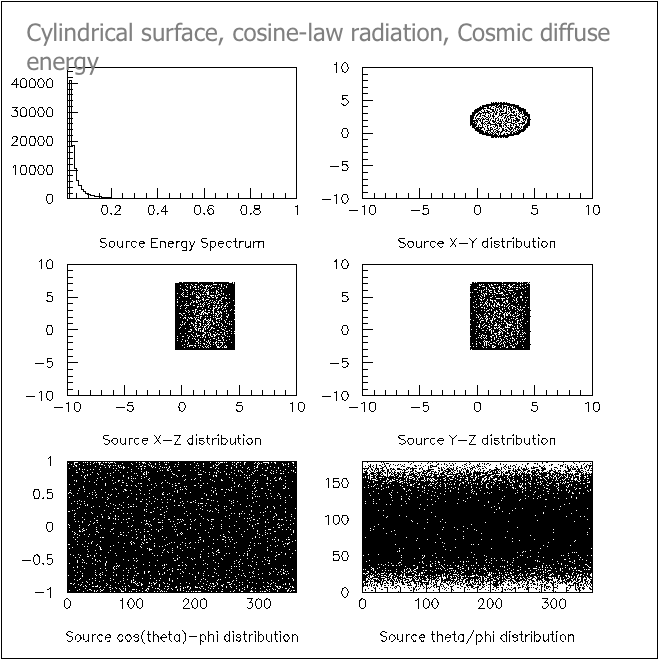 Cylindrical surface, cosine-law radiation, Cosmic diffuse
energy
40000
30000
20000
10000
0
0.2 0.4 0.6 0.8 1
Source Energy Spectrum
10
5
0
−5
−10
−10 −5 0 5 10
Source X−Y distribution
10
5
0
−5
−10
−10 −5 0 5 10
Source X−Z distribution
10
5
0
−5
−10
−10 −5 0 5 10
Source Y−Z distribution
1
0.5
0
−0.5
−1
0 100 200 300
Source cos(theta)−phi distribution
150
100
50
0
0 100 200 300
Source theta/phi distribution